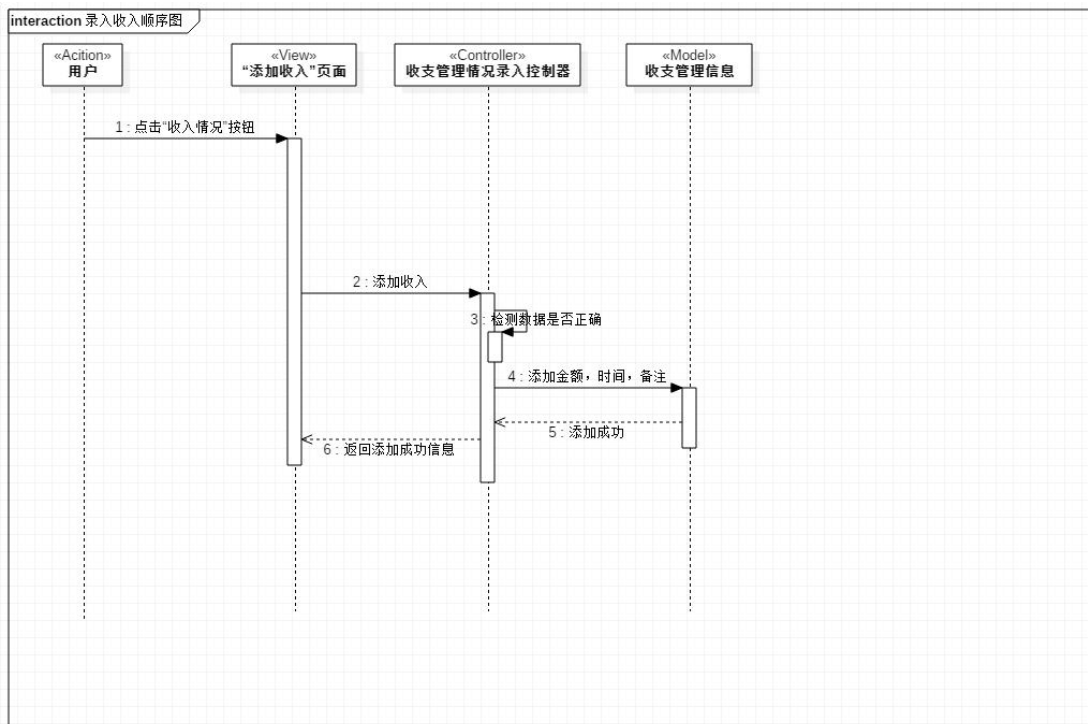 interaction 录入收入顺序图
«Acition»
用户
«View»
“添加收入”页面
«Controller»
收支管理情况录入控制器
«Model»
收支管理信息
1 : 点击“收入情况”按钮
2 : 添加收入
3 : 检测数据是否正确
4 : 添加金额，时间，备注
5 : 添加成功
6 : 返回添加成功信息